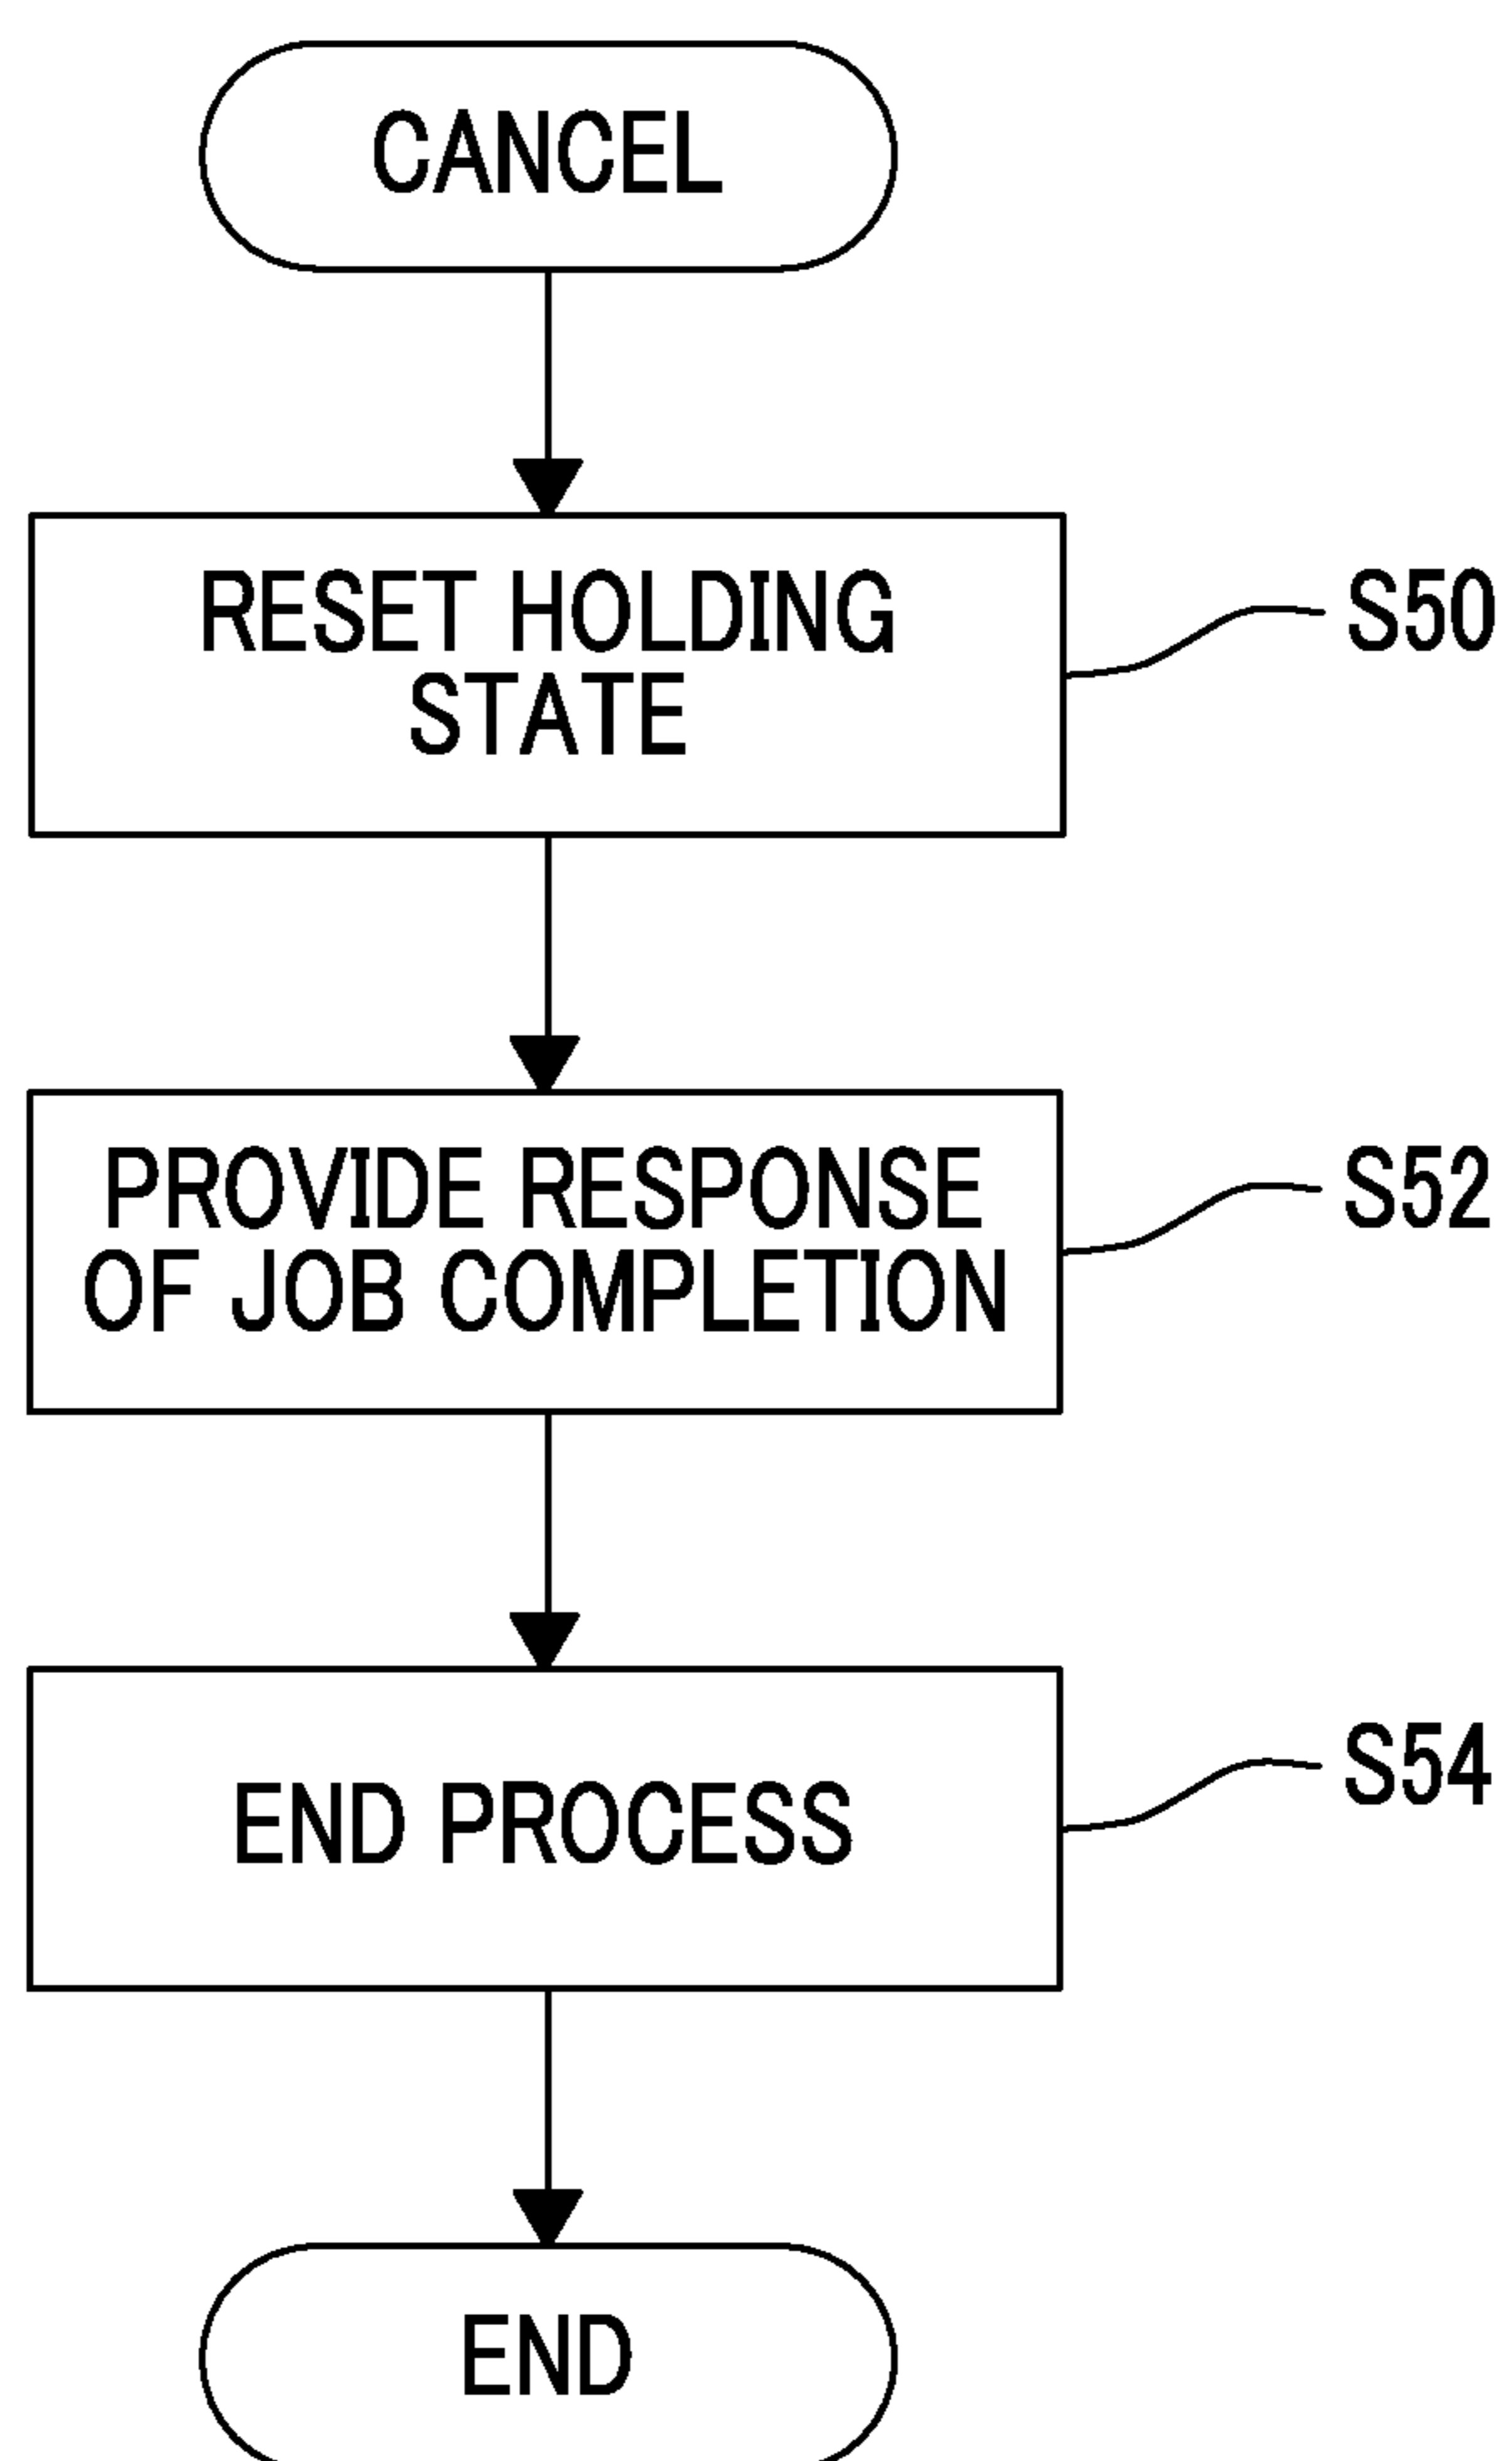 CANCEL
RESET HOLDING
STATE
S50
PROVIDE RESPONSE
OF JOB COMPLETION
S52
END PROCESS
S54
END